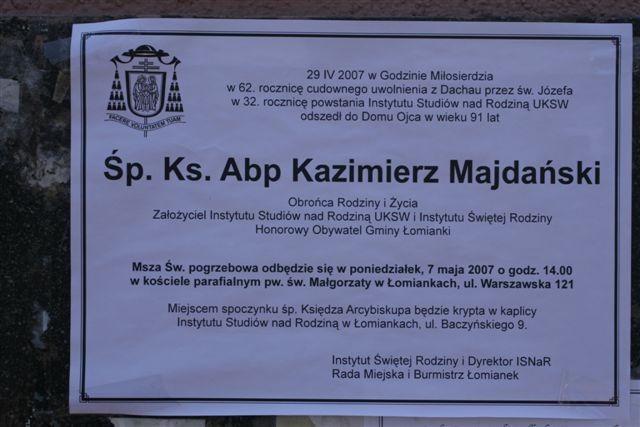 FACERE VOLUNTATEM TUAM
29 IV 2007 w Godzinie Miłosierdzia
w 62. rocznicę cudownego uwolnienia z Dachau przez św. Józefa
w 32. rocznicę powstania Instytutu Studiów nad Rodziną UKSW
odszedł do Domu Ojca w wieku 91 lat
Śp. Ks. Abp Kazimierz Majdański
Obrońca Rodziny i Życia
Założyciel Instytutu Studiów nad Rodziną UKSW i Instytutu Świętej Rodziny
Honorowy Obywatel Gminy Łomianki
Msza Św. pogrzebowa odbędzie się w poniedziałek, 7 maja 2007 o godz. 14.00
w kościele parafialnym pw. św. Małgorzaty w Łomiankach, ul. Warszawska 121
Miejscem spoczynku śp. Księdza Arcybiskupa będzie krypta w kaplicy
Instytutu Studiów nad Rodziną w Łomiankach, ul. Baczyńskiego 9.
Instytut Świętej Rodziny i Dyrektor ISNaR
Rada Miejska i Burmistrz Łomianek